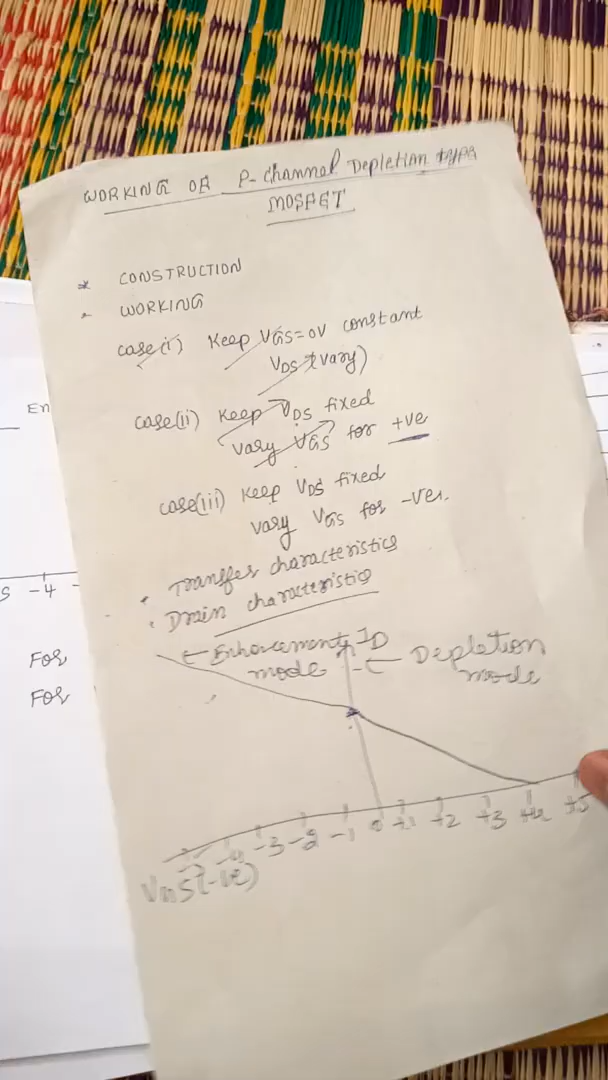 WORKING OF P-channel Depletion type
MOSFET
* CONSTRUCTION
* WORKING
case(i) Keep VGS=0V constant
VDS (vary)
case(ii) Keep VDS fixed
vary VGS for +ve
case(iii) Keep VDS fixed
vary VGS for -ve
• Transfer characteristics
• Drain characteristics
← Enhancement ID
mode ← Depletion
mode
-3 -2 -1 0 +1 +2 +3 +4 +5
VGS(-ve)
En
S -4
For
For